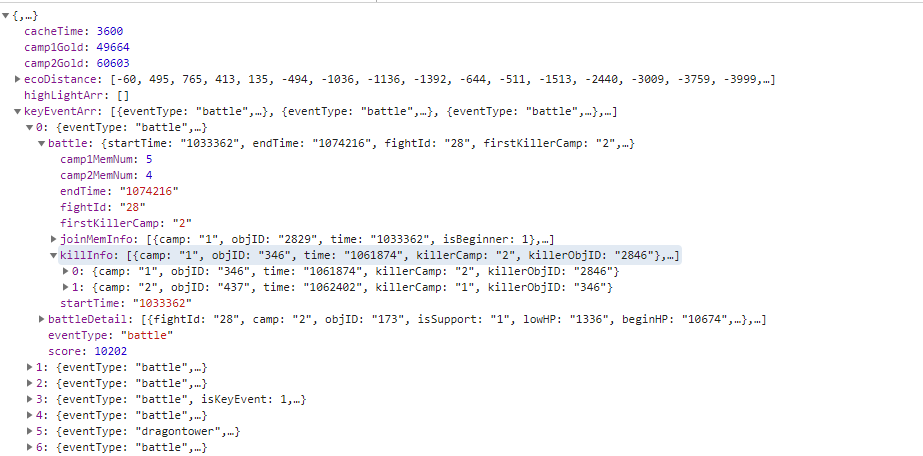 {,…}
cacheTime: 3600
camp1Gold: 49664
camp2Gold: 60603
ecoDistance: [-60, 495, 765, 413, 135, -494, -1036, -1136, -1392, -644, -511, -1513, -2440, -3009, -3759, -3999,…]
highLightArr: []
keyEventArr: [{eventType: "battle",…}, {eventType: "battle",…}, {eventType: "battle",…},…]
0: {eventType: "battle",…}
battle: {startTime: "1033362", endTime: "1074216", fightId: "28", firstKillerCamp: "2",…}
camp1MemNum: 5
camp2MemNum: 4
endTime: "1074216"
fightId: "28"
firstKillerCamp: "2"
joinMemInfo: [{camp: "1", objID: "2829", time: "1033362", isBeginner: 1},…]
killInfo: [{camp: "1", objID: "346", time: "1061874", killerCamp: "2", killerObjID: "2846"},…]
0: {camp: "1", objID: "346", time: "1061874", killerCamp: "2", killerObjID: "2846"}
1: {camp: "2", objID: "437", time: "1062402", killerCamp: "1", killerObjID: "346"}
startTime: "1033362"
battleDetail: [{fightId: "28", camp: "2", objID: "173", isSupport: "1", lowHP: "1336", beginHP: "10674",…},…]
eventType: "battle"
score: 10202
1: {eventType: "battle",…}
2: {eventType: "battle",…}
3: {eventType: "battle", isKeyEvent: 1,…}
4: {eventType: "battle",…}
5: {eventType: "dragontower",…}
6: {eventType: "battle",…}